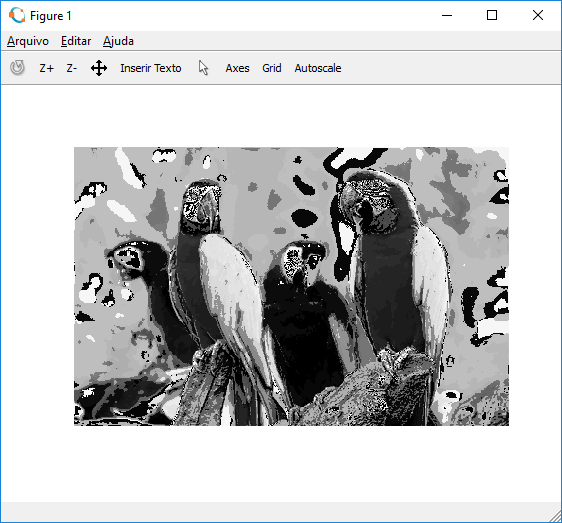 Figure 1
Arquivo Editar Ajuda
Z+ Z- Inserir Texto Axes Grid Autoscale